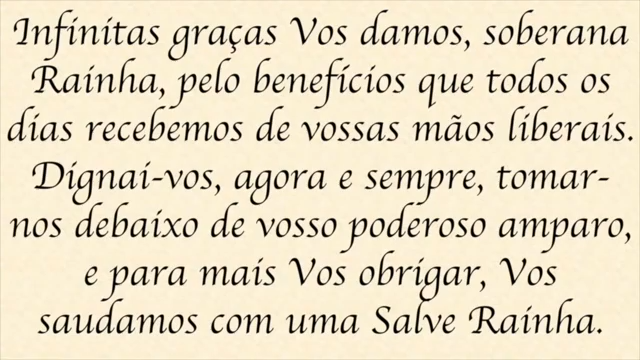 Infinitas graças Vos damos, soberana
Rainha, pelo benefícios que todos os
dias recebemos de vossas mãos liberais.
Dignai-vos, agora e sempre, tomar-
nos debaixo de vosso poderoso amparo,
e para mais Vos obrigar, Vos
saudamos com uma Salve Rainha.